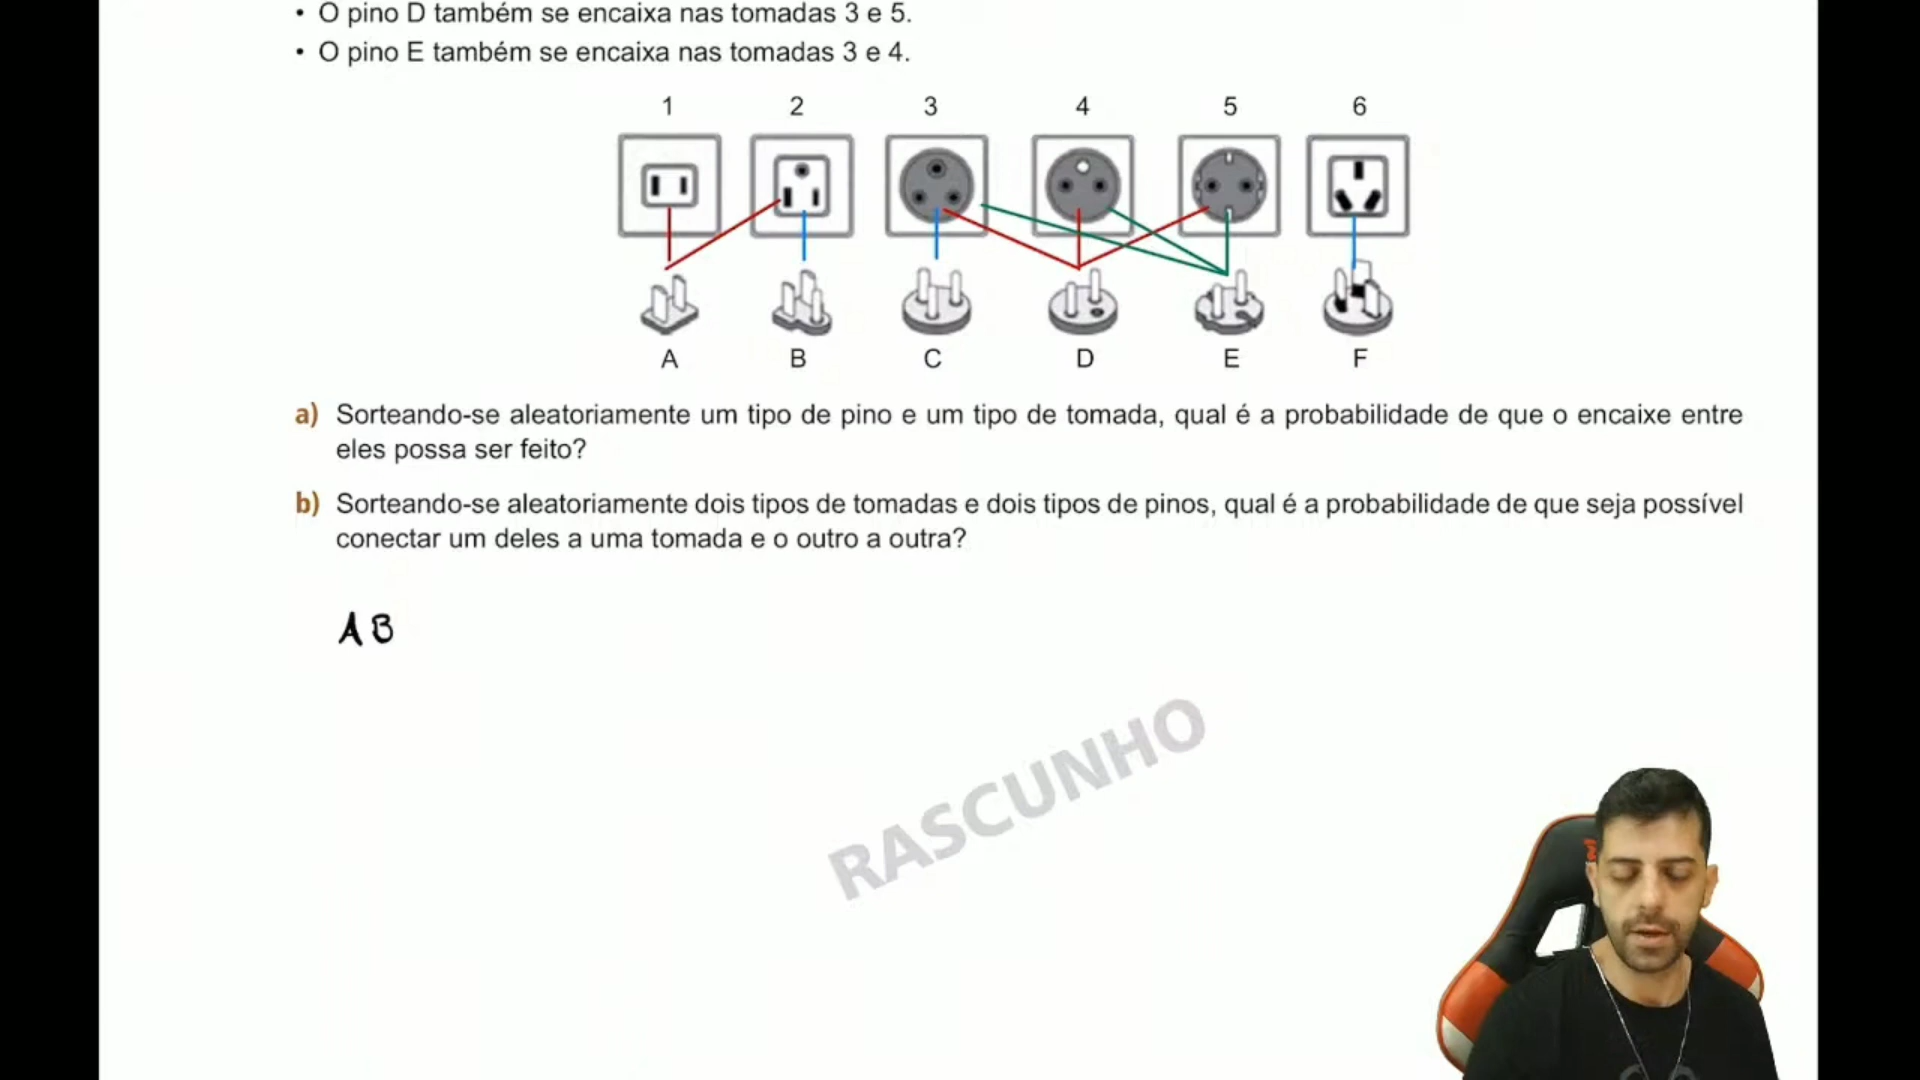 • O pino D também se encaixa nas tomadas 3 e 5.
• O pino E também se encaixa nas tomadas 3 e 4.
1 2 3 4 5 6
A B C D E F
a) Sorteando-se aleatoriamente um tipo de pino e um tipo de tomada, qual é a probabilidade de que o encaixe entre
eles possa ser feito?
b) Sorteando-se aleatoriamente dois tipos de tomadas e dois tipos de pinos, qual é a probabilidade de que seja possível
conectar um deles a uma tomada e o outro a outra?
A B
RASCUNHO